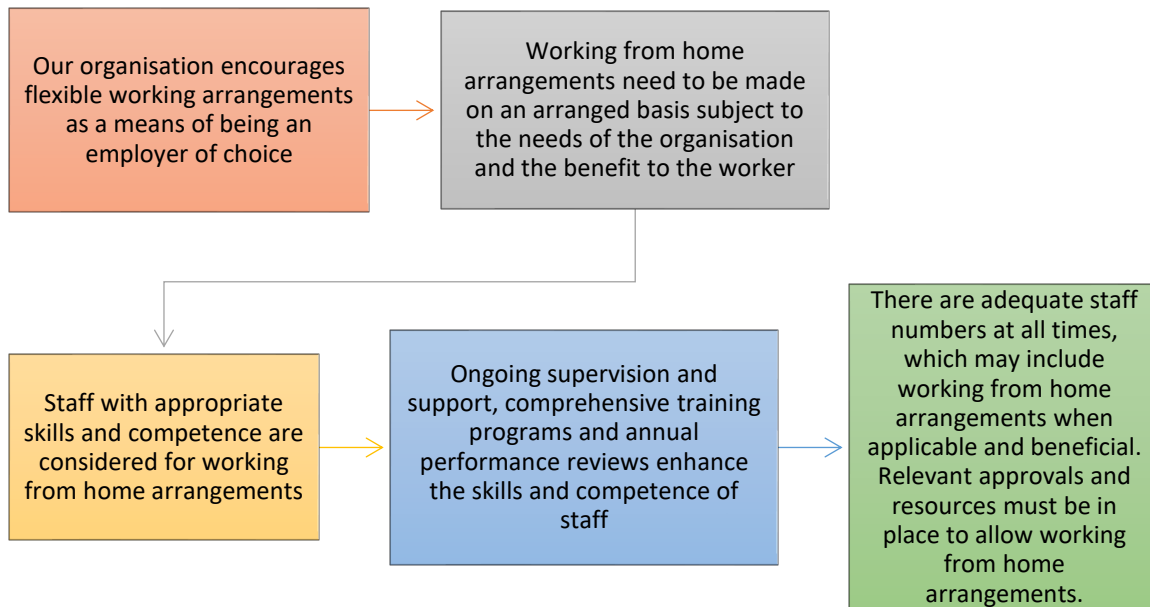 Our organisation encourages
flexible working arrangements
as a means of being an
employer of choice
Working from home
arrangements need to be made
on an arranged basis subject to
the needs of the organisation
and the benefit to the worker
Staff with appropriate
skills and competence are
considered for working
from home arrangements
Ongoing supervision and
support, comprehensive training
programs and annual
performance reviews enhance
the skills and competence of
staff
There are adequate staff
numbers at all times,
which may include
working from home
arrangements when
applicable and beneficial.
Relevant approvals and
resources must be in
place to allow working
from home
arrangements.